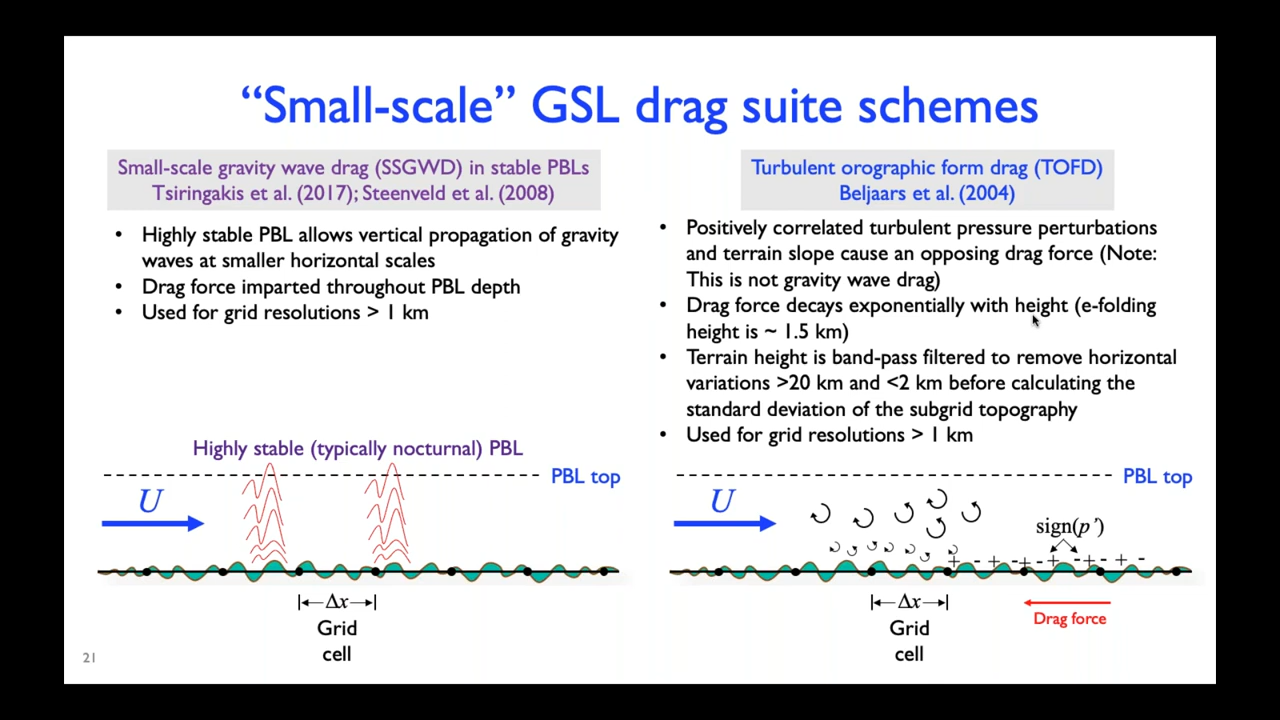 “Small-scale” GSL drag suite schemes
Small-scale gravity wave drag (SSGWD) in stable PBLs
Tsiringakis et al. (2017); Steenveld et al. (2008)
• Highly stable PBL allows vertical propagation of gravity
waves at smaller horizontal scales
• Drag force imparted throughout PBL depth
• Used for grid resolutions > 1 km
Highly stable (typically nocturnal) PBL
PBL top
U
Δx
Grid
cell
Turbulent orographic form drag (TOFD)
Beljaars et al. (2004)
• Positively correlated turbulent pressure perturbations
and terrain slope cause an opposing drag force (Note:
This is not gravity wave drag)
• Drag force decays exponentially with height (e-folding
height is ~ 1.5 km)
• Terrain height is band-pass filtered to remove horizontal
variations >20 km and <2 km before calculating the
standard deviation of the subgrid topography
• Used for grid resolutions > 1 km
PBL top
U
sign(p’)
+ - + - + - + - + - + -
Δx
Grid
cell
Drag force
21